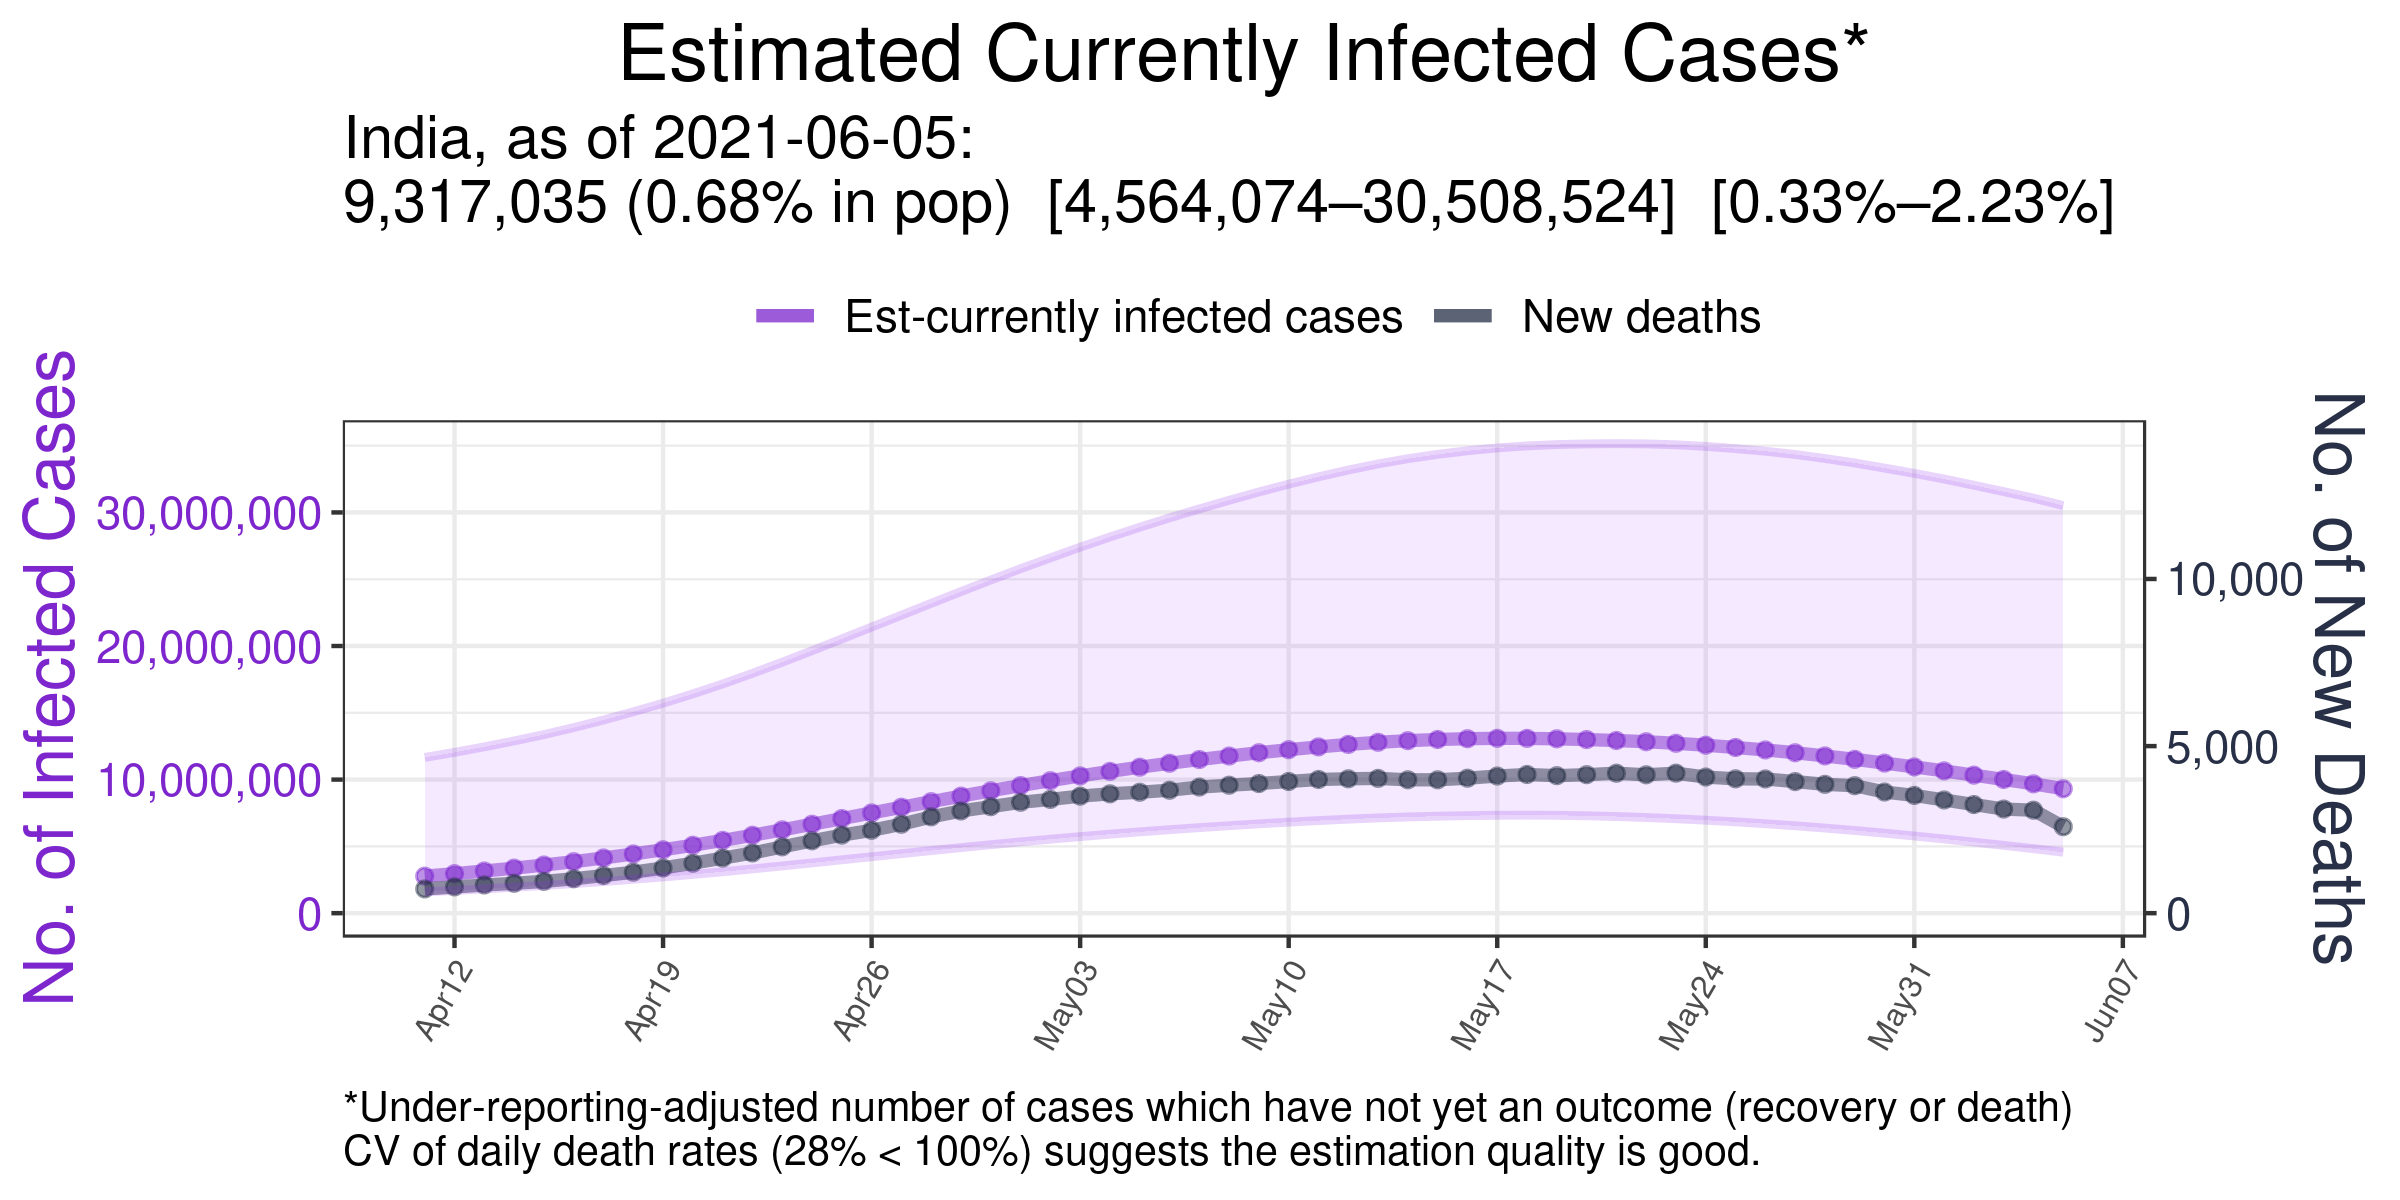 Estimated Currently Infected Cases*
India, as of 2021-06-05:
9,317,035 (0.68% in pop)  [4,564,074–30,508,524]  [0.33%–2.23%]
Est-currently infected cases
New deaths
No. of Infected Cases
30,000,000
20,000,000
10,000,000
0
No. of New Deaths
10,000
5,000
0
Apr12
Apr19
Apr26
May03
May10
May17
May24
May31
Jun07
*Under-reporting-adjusted number of cases which have not yet an outcome (recovery or death)
CV of daily death rates (28% < 100%) suggests the estimation quality is good.